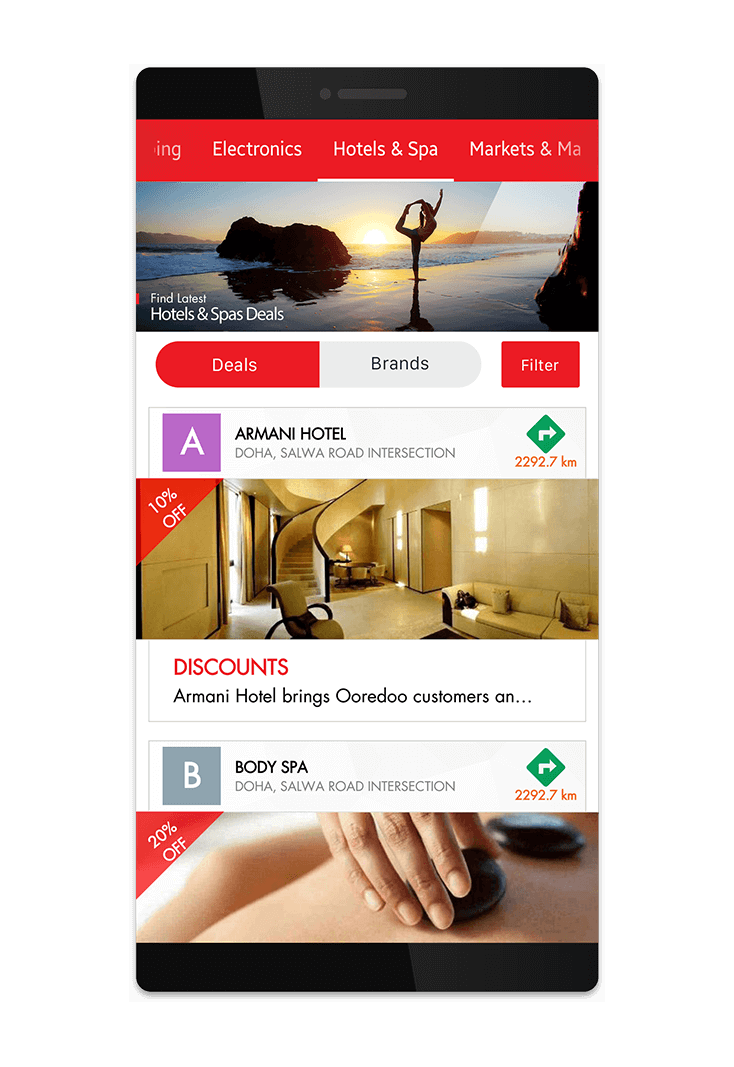 ing Electronics Hotels & Spa Markets & Ma
Find Latest
Hotels & Spas Deals
Deals Brands Filter
A ARMANI HOTEL
DOHA, SALWA ROAD INTERSECTION
2292.7 km
10%
OFF
DISCOUNTS
Armani Hotel brings Ooredoo customers an...
B BODY SPA
DOHA, SALWA ROAD INTERSECTION
2292.7 km
20%
OFF